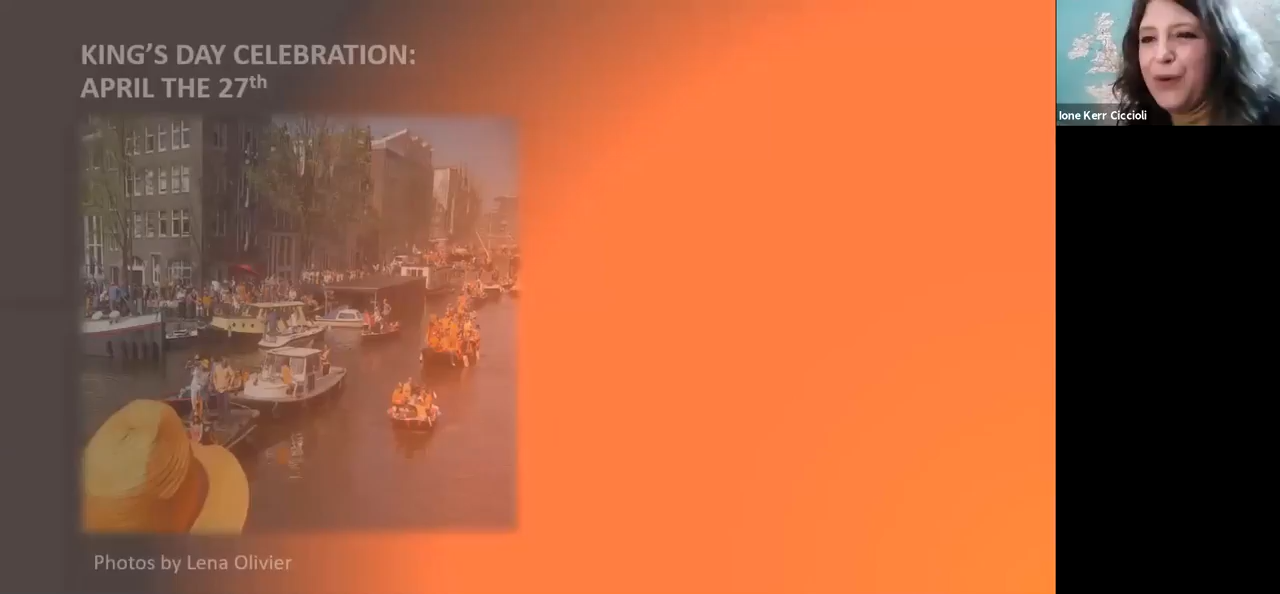 KING'S DAY CELEBRATION:
APRIL THE 27th
Ione Kerr Ciccioli
Photos by Lena Olivier